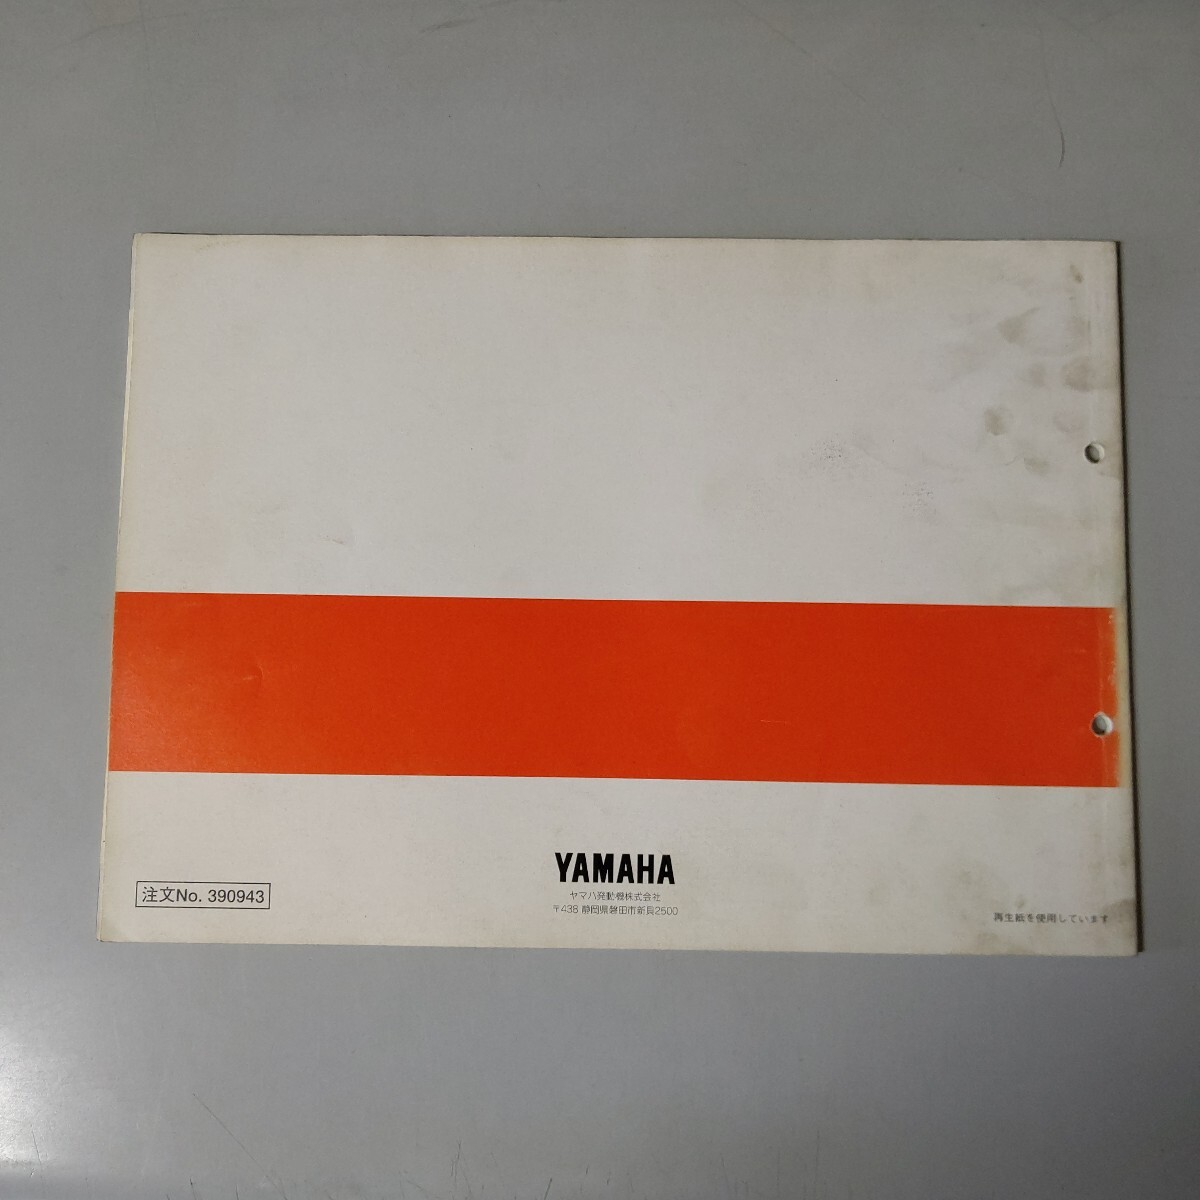 YAMAHA
ヤマハ発動機株式会社
〒438 静岡県磐田市新貝2500
注文No. 390943
再生紙を使用しています